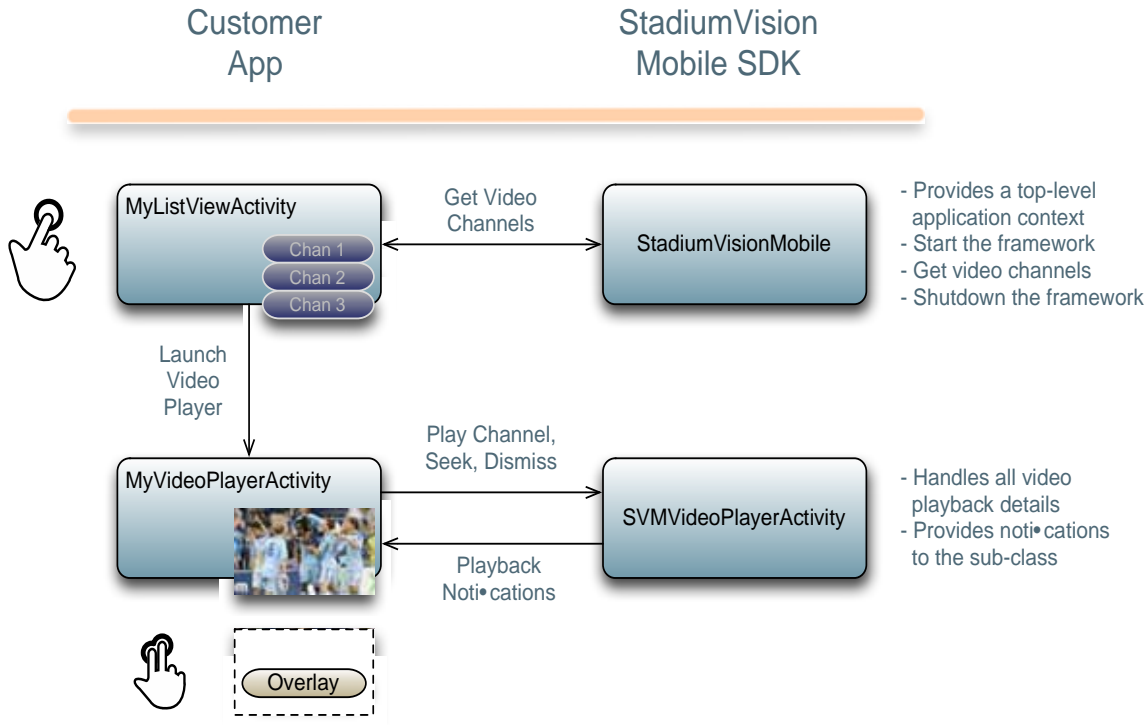 Customer
App
StadiumVision
Mobile SDK
MyListViewActivity
Chan 1
Chan 2
Chan 3
Get Video
Channels
StadiumVisionMobile
- Provides a top-level
application context
- Start the framework
- Get video channels
- Shutdown the framework
Launch
Video
Player
MyVideoPlayerActivity
Play Channel,
Seek, Dismiss
Playback
Noti•cations
SVMVideoPlayerActivity
- Handles all video
playback details
- Provides noti•cations
to the sub-class
Overlay